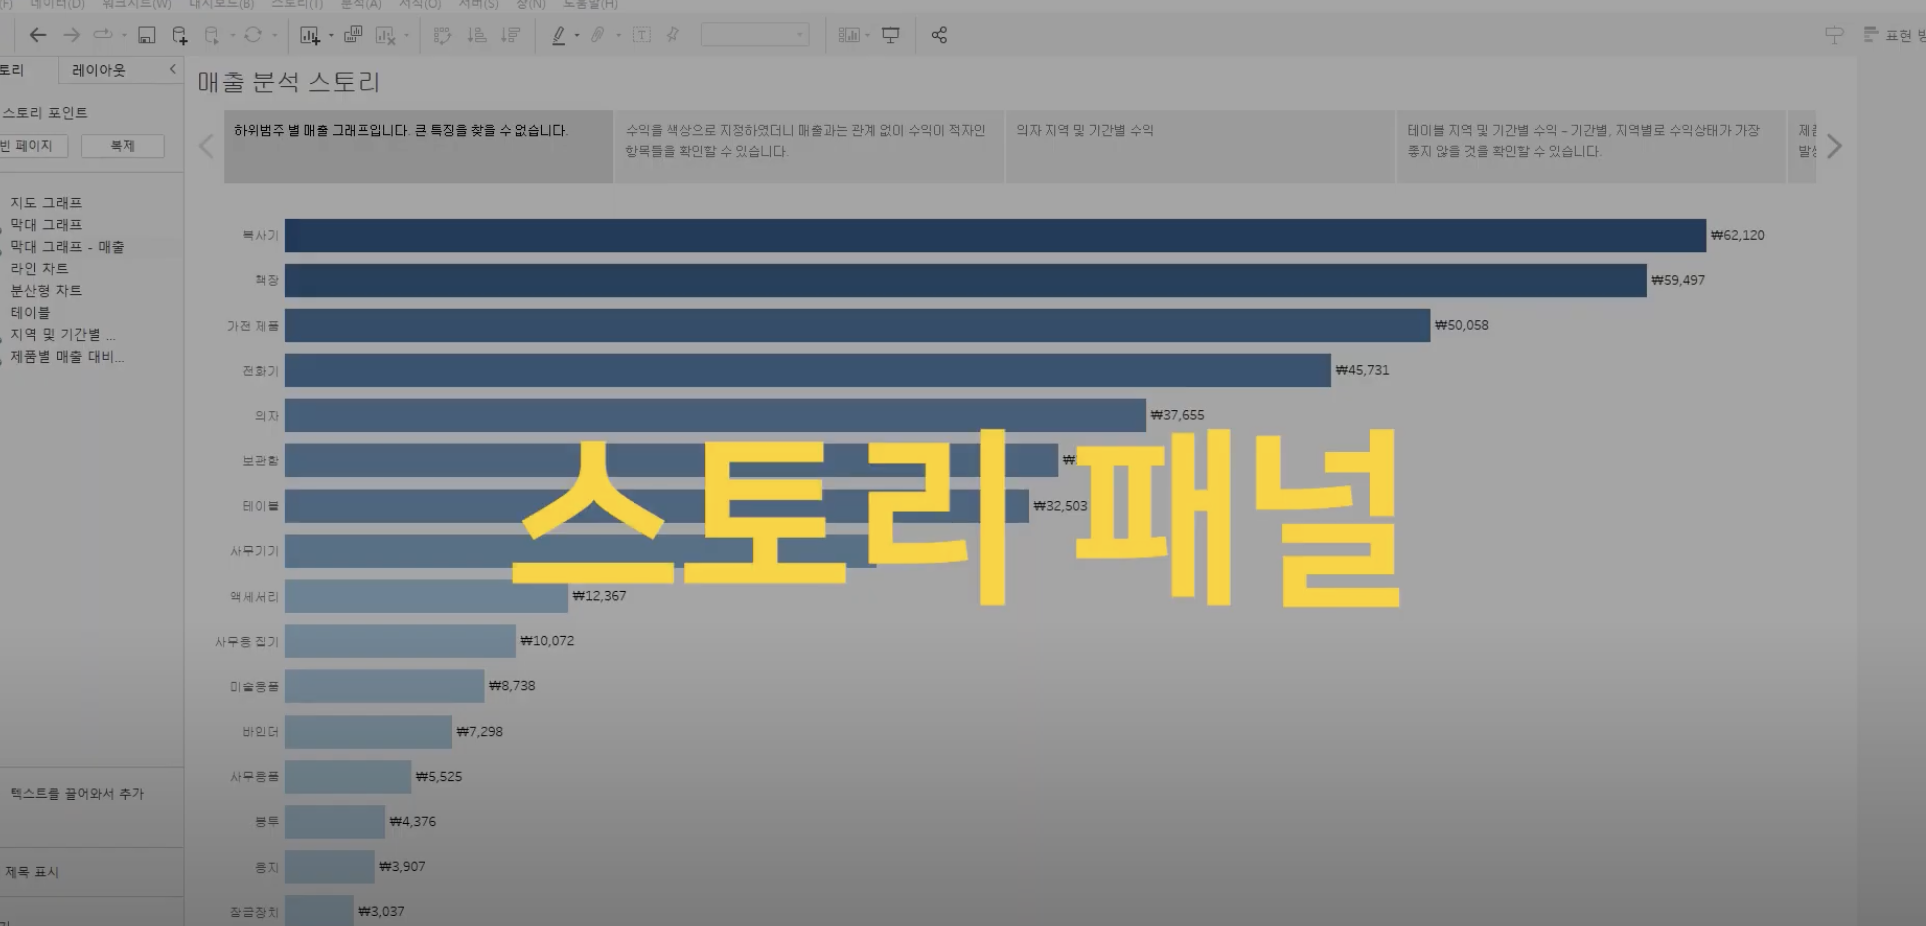 데이터(D) 워크시트(W) 대시보드(B) 스토리(T) 분석(A) 서식(O) 서버(S) 창(N) 도움말(H)
표현
토리 레이아웃
매출 분석 스토리
스토리 포인트
빈 페이지 복제
하위범주 별 매출 그래프입니다. 큰 특징을 찾을 수 없습니다.
수익을 색상으로 지정하였더니 매출과는 관계 없이 수익이 적자인
항목들을 확인할 수 있습니다.
의자 지역 및 기간별 수익
테이블 지역 및 기간별 수익 - 기간별, 지역별로 수익상태가 가장
좋지 않을 것을 확인할 수 있습니다.
지도 그래프
막대 그래프
막대 그래프 - 매출
라인 차트
분산형 차트
테이블
지역 및 기간별 ...
제품별 매출 대비...
텍스트를 끌어와서 추가
제목 표시
복사기 ₩62,120
책장 ₩59,497
가전 제품 ₩50,058
전화기 ₩45,731
의자 ₩37,655
보관함 ₩
테이블 ₩32,503
사무기기
액세서리 ₩12,367
사무용 집기 ₩10,072
미술용품 ₩8,738
바인더 ₩7,298
사무용품 ₩5,525
봉투 ₩4,376
용지 ₩3,907
잠금장치 ₩3,037
스토리 패널